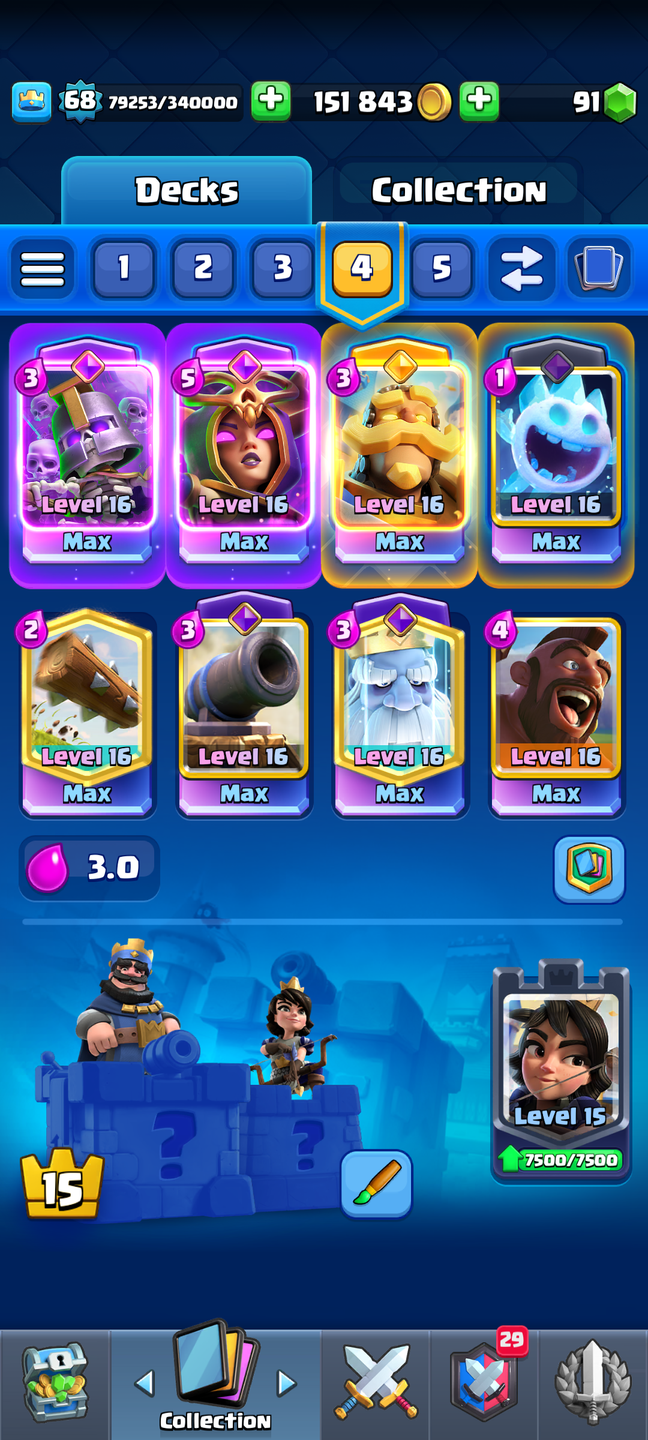 68 79253/340000 151 843 91
Decks Collection
1 2 3 4 5
3 5 3 1
Level 16 Level 16 Level 16 Level 16
Max Max Max Max
2 3 3 4
Level 16 Level 16 Level 16 Level 16
Max Max Max Max
3.0
? ?
Level 15
7500/7500
15
29
Collection